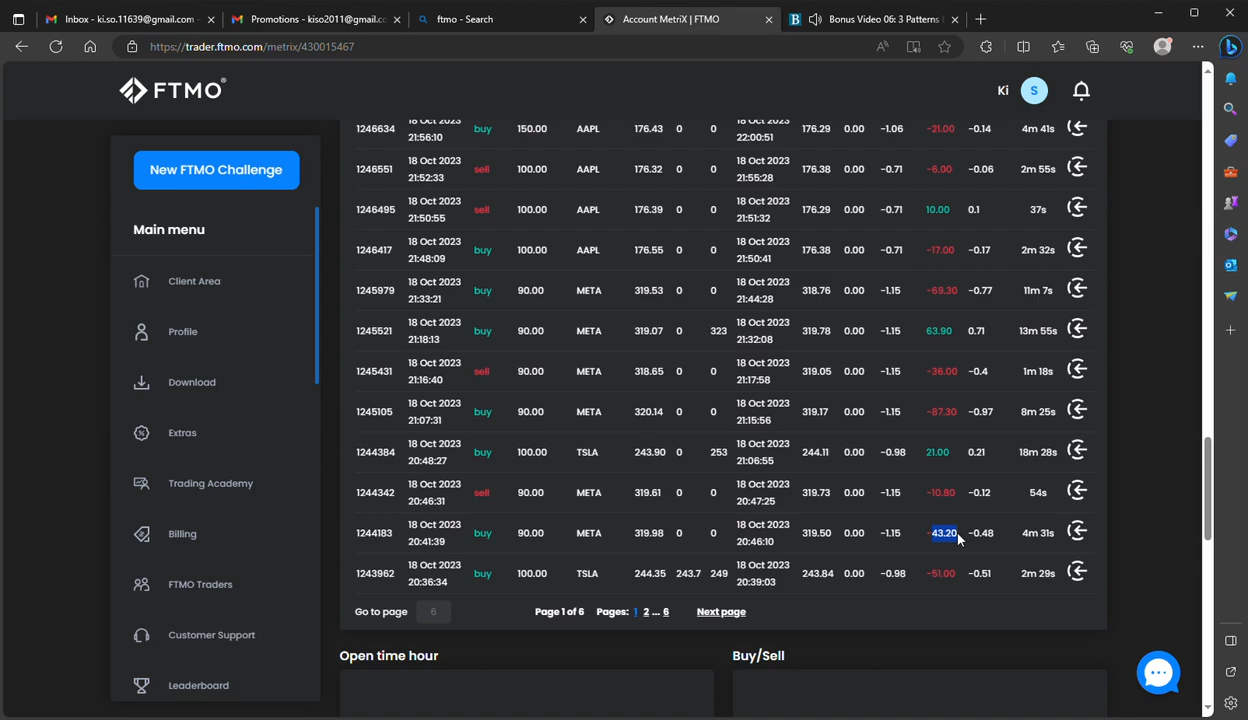 Inbox - ki.so.11639@gmail.com - Promotions - kiso2011@gmail.c ftmo - Search Account MetriX | FTMO B Bonus Video 06: 3 Patterns
https://trader.ftmo.com/metrix/430015467
FTMO®
Ki S
New FTMO Challenge
Main menu
Client Area
Profile
Download
Extras
Trading Academy
Billing
FTMO Traders
Customer Support
Leaderboard
18 Oct 2023 18 Oct 2023
1246634 21:56:10 buy 150.00 AAPL 176.43 0 0 22:00:51 176.29 0.00 -1.06 -21.00 -0.14 4m 41s
18 Oct 2023 18 Oct 2023
1246551 21:52:33 sell 100.00 AAPL 176.32 0 0 21:55:28 176.38 0.00 -0.71 -6.00 -0.06 2m 55s
18 Oct 2023 18 Oct 2023
1246495 21:50:55 sell 100.00 AAPL 176.39 0 0 21:51:32 176.29 0.00 -0.71 10.00 0.1 37s
18 Oct 2023 18 Oct 2023
1246417 21:48:09 buy 100.00 AAPL 176.55 0 0 21:50:41 176.38 0.00 -0.71 -17.00 -0.17 2m 32s
18 Oct 2023 18 Oct 2023
1245979 21:33:21 buy 90.00 META 319.53 0 0 21:44:28 318.76 0.00 -1.15 -69.30 -0.77 11m 7s
18 Oct 2023 18 Oct 2023
1245521 21:18:13 buy 90.00 META 319.07 0 323 21:32:08 319.78 0.00 -1.15 63.90 0.71 13m 55s
18 Oct 2023 18 Oct 2023
1245431 21:16:40 sell 90.00 META 318.65 0 0 21:17:58 319.05 0.00 -1.15 -36.00 -0.4 1m 18s
18 Oct 2023 18 Oct 2023
1245105 21:07:31 buy 90.00 META 320.14 0 0 21:15:56 319.17 0.00 -1.15 -87.30 -0.97 8m 25s
18 Oct 2023 18 Oct 2023
1244384 20:48:27 buy 100.00 TSLA 243.90 0 253 21:06:55 244.11 0.00 -0.98 21.00 0.21 18m 28s
18 Oct 2023 18 Oct 2023
1244342 20:46:31 sell 90.00 META 319.61 0 0 20:47:25 319.73 0.00 -1.15 -10.80 -0.12 54s
18 Oct 2023 18 Oct 2023
1244183 20:41:39 buy 90.00 META 319.98 0 0 20:46:10 319.50 0.00 -1.15 -43.20 -0.48 4m 31s
18 Oct 2023 18 Oct 2023
1243962 20:36:34 buy 100.00 TSLA 244.35 243.7 249 20:39:03 243.84 0.00 -0.98 -51.00 -0.51 2m 29s
Go to page 6 Page 1 of 6 Pages: 1 2 ... 6 Next page
Open time hour Buy/Sell